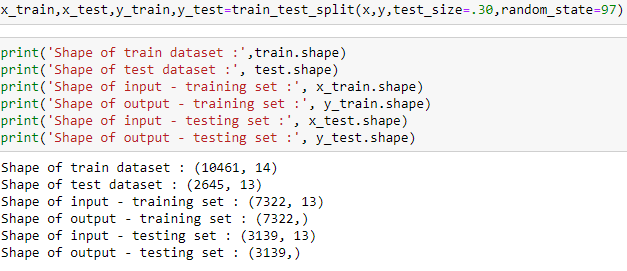 x_train,x_test,y_train,y_test=train_test_split(x,y,test_size=.30,random_state=97)
print('Shape of train dataset :',train.shape)
print('Shape of test dataset :', test.shape)
print('Shape of input - training set :', x_train.shape)
print('Shape of output - training set :', y_train.shape)
print('Shape of input - testing set :', x_test.shape)
print('Shape of output - testing set :', y_test.shape)
Shape of train dataset : (10461, 14)
Shape of test dataset : (2645, 13)
Shape of input - training set : (7322, 13)
Shape of output - training set : (7322,)
Shape of input - testing set : (3139, 13)
Shape of output - testing set : (3139,)